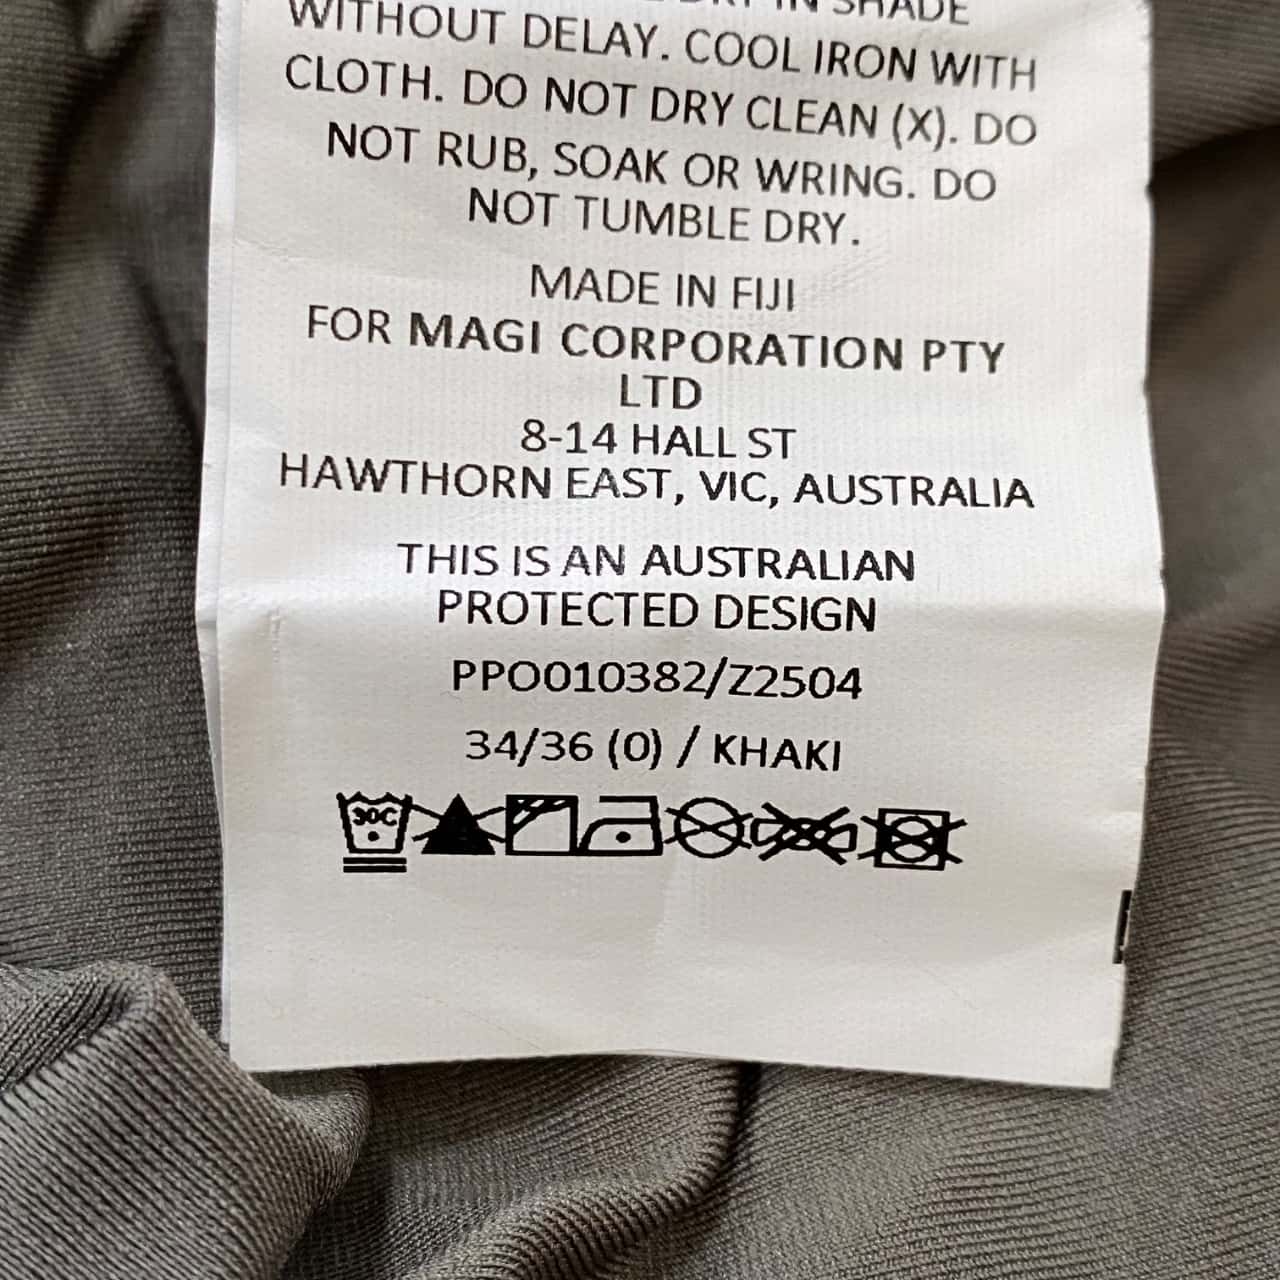 IN SHADE
WITHOUT DELAY. COOL IRON WITH
CLOTH. DO NOT DRY CLEAN (X). DO
NOT RUB, SOAK OR WRING. DO
NOT TUMBLE DRY.
MADE IN FIJI
FOR MAGI CORPORATION PTY
LTD
8-14 HALL ST
HAWTHORN EAST, VIC, AUSTRALIA
THIS IS AN AUSTRALIAN
PROTECTED DESIGN
PPO010382/Z2504
34/36 (0) / KHAKI
30C